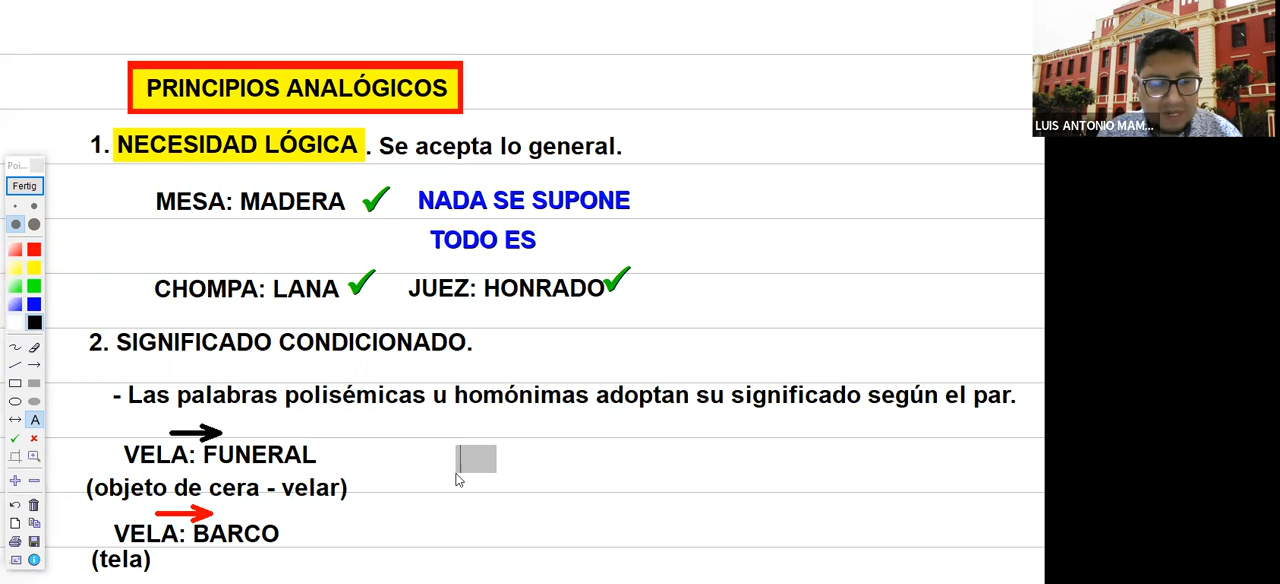 PRINCIPIOS ANALÓGICOS
LUIS ANTONIO MAM...
1. NECESIDAD LÓGICA . Se acepta lo general.
Poi...
Fertig
MESA: MADERA NADA SE SUPONE
TODO ES
CHOMPA: LANA JUEZ: HONRADO
2. SIGNIFICADO CONDICIONADO.
- Las palabras polisémicas u homónimas adoptan su significado según el par.
A
VELA: FUNERAL
(objeto de cera - velar)
VELA: BARCO
(tela)